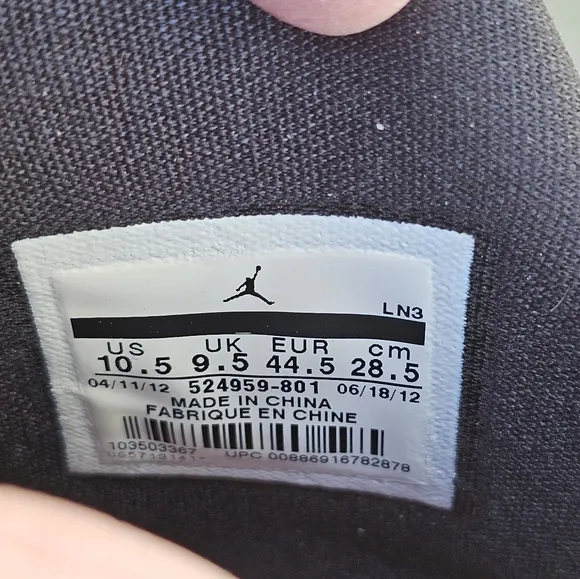 LN3
US UK EUR cm
10.5 9.5 44.5 28.5
04/11/12 524959-801 06/18/12
MADE IN CHINA
FABRIQUE EN CHINE
103503367
UPC 00886916782878